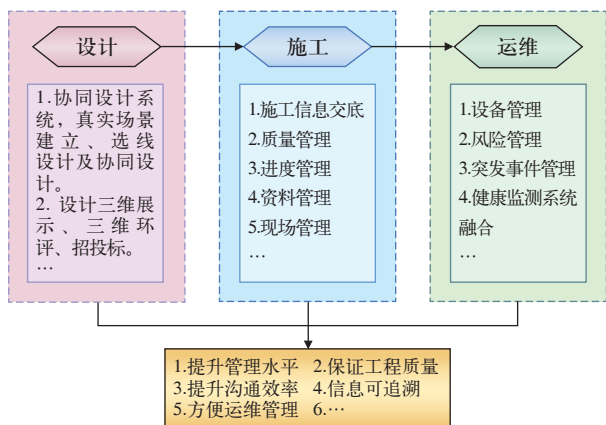 设计
施工
运维
1.协同设计系
统，真实场景
建立、选线
设计及协同设
计。
2. 设计三维展
示、三维环
评、招投标。
…
1.施工信息交底
2.质量管理
3.进度管理
4.资料管理
5.现场管理
…
1.设备管理
2.风险管理
3.突发事件管理
4.健康监测系统
融合
…
1.提升管理水平 2.保证工程质量
3.提升沟通效率 4.信息可追溯
5.方便运维管理 6.…